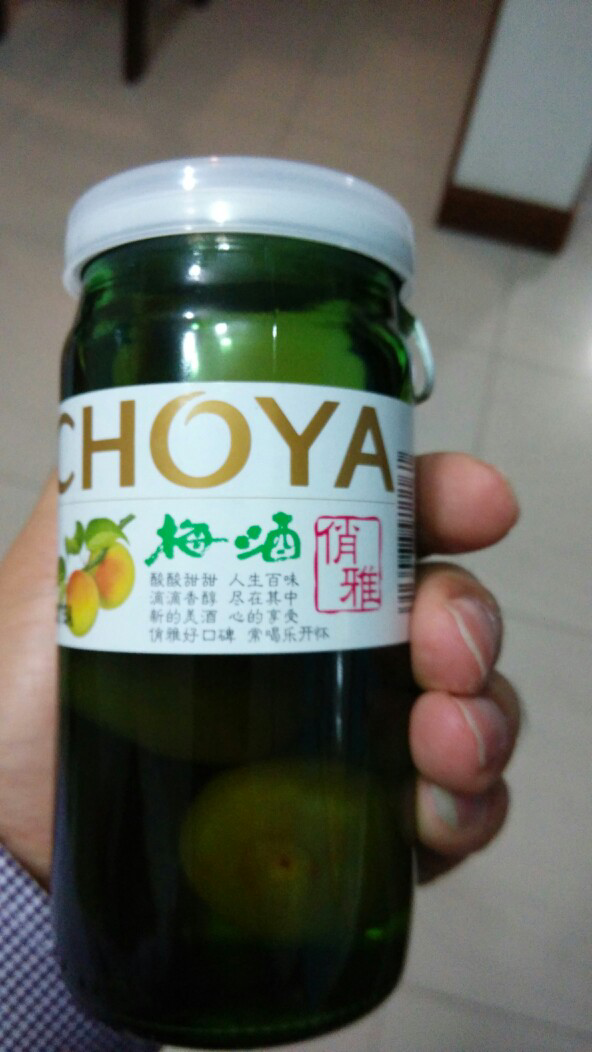 CHOYA
梅酒
俏雅
酸酸甜甜 人生百味
滴滴香醇 尽在其中
新的美酒 心的享受
俏雅好口碑 常喝乐开怀